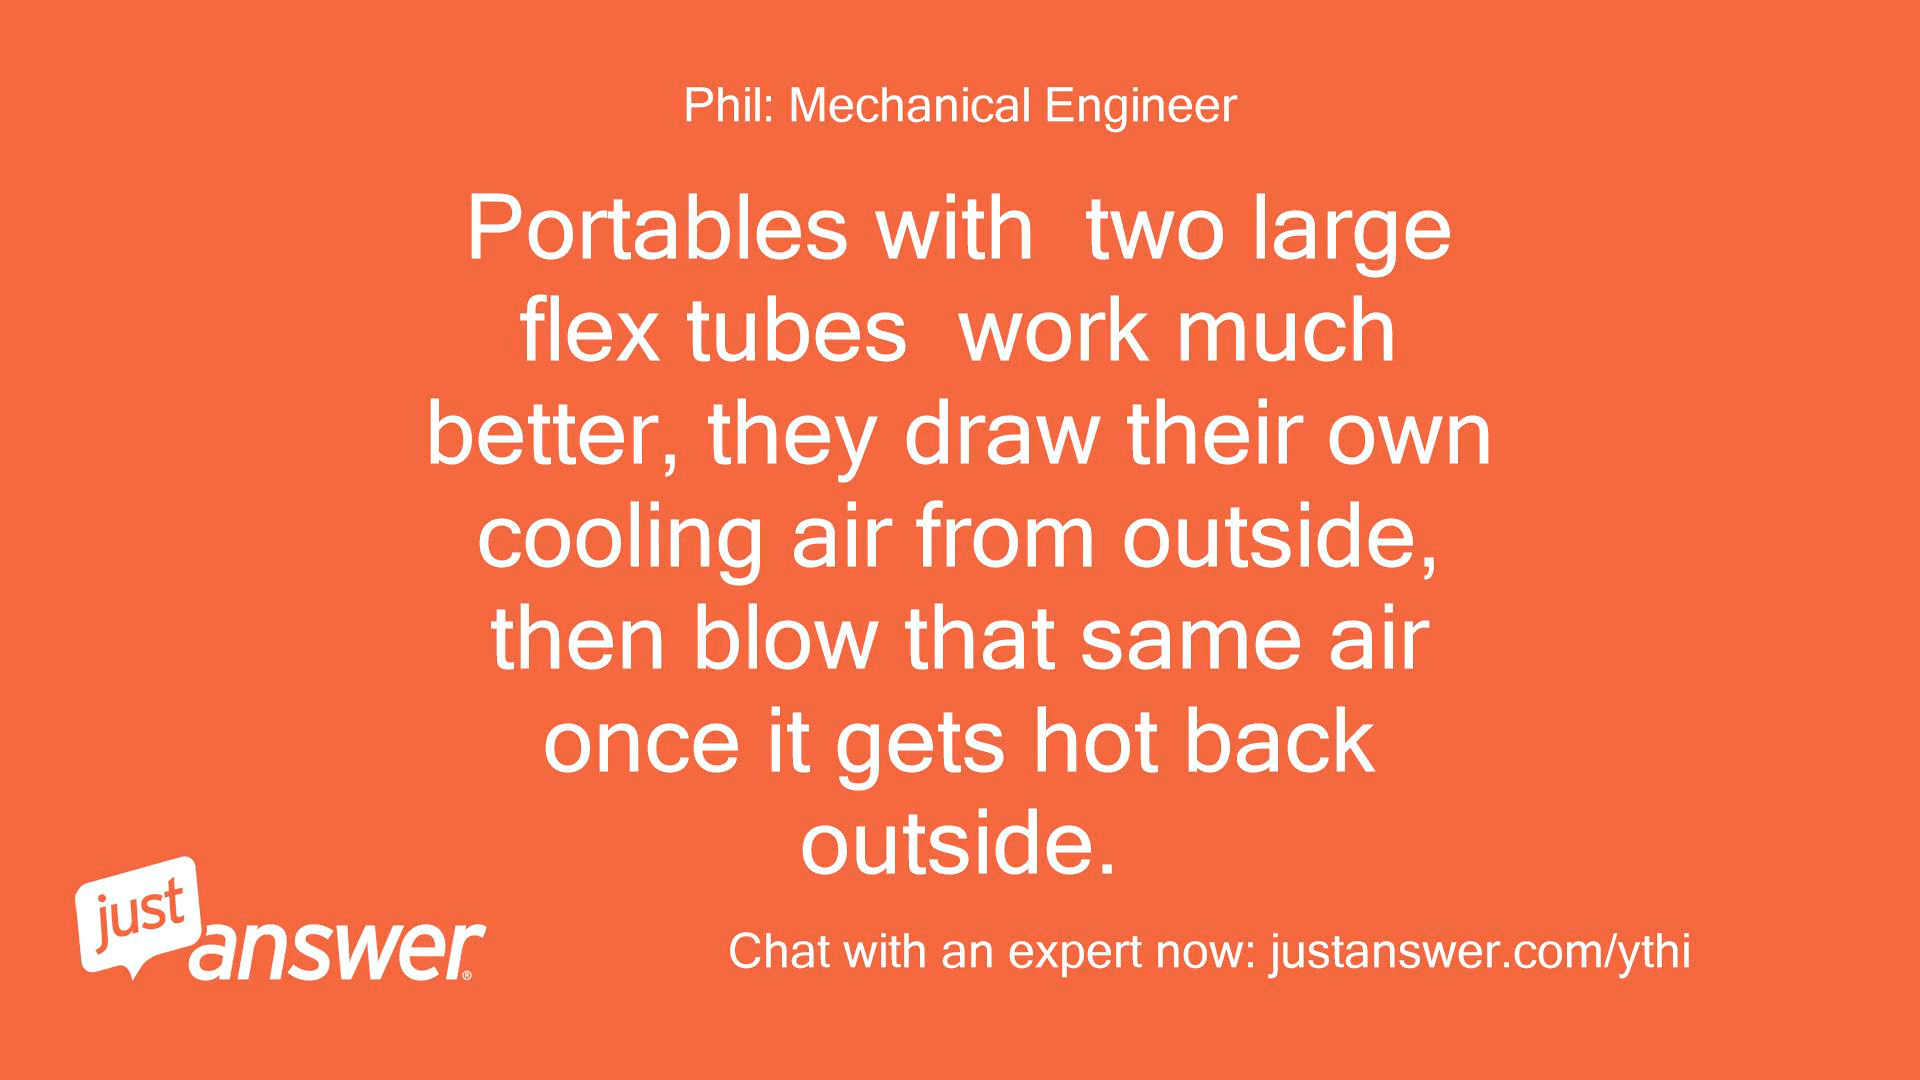 Phil: Mechanical Engineer
Portables with  two large
flex tubes  work much
better, they draw their own
cooling air from outside,
then blow that same air
once it gets hot back
outside.
just
answer®
Chat with an expert now: justanswer.com/ythi